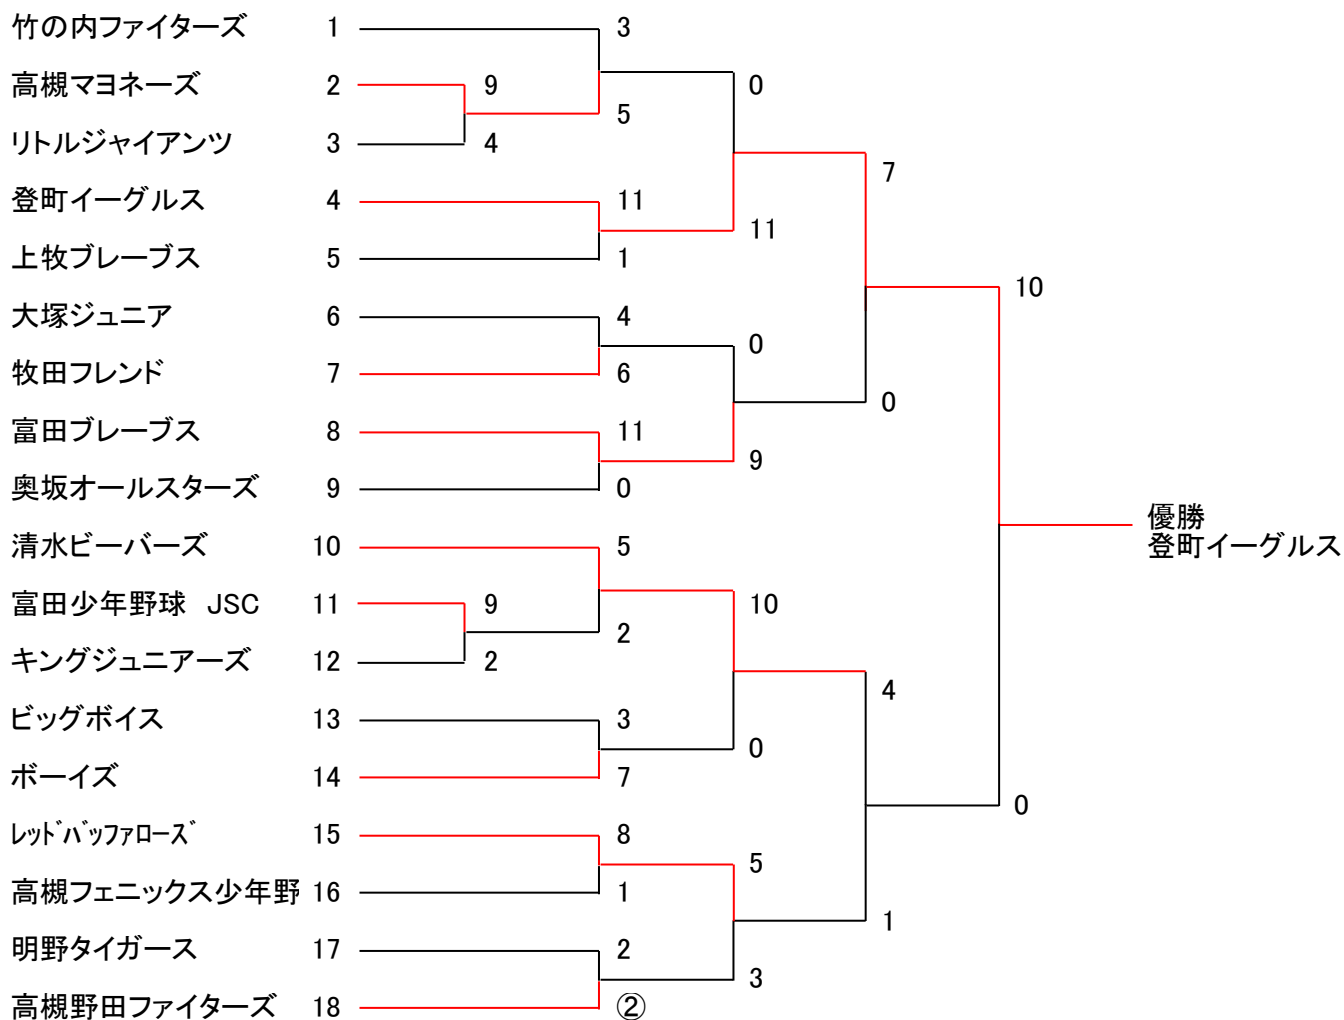 竹の内ファイターズ 1 3
高槻マヨネーズ 2 9 0
5
リトルジャイアンツ 3 4
7
登町イーグルス 4 11
11
上牧ブレーブス 5 1
10
大塚ジュニア 6 4
0
牧田フレンド 7 6
0
富田ブレーブス 8 11
9
奥坂オールスターズ 9 0
優勝
登町イーグルス
清水ビーバーズ 10 5
富田少年野球 JSC 11 9 10
2
キングジュニアーズ 12 2
4
ビッグボイス 13 3
0
ボーイズ 14 7
0
レッドバッファローズ 15 8
5
高槻フェニックス少年野 16 1
1
明野タイガース 17 2
3
高槻野田ファイターズ 18 ②